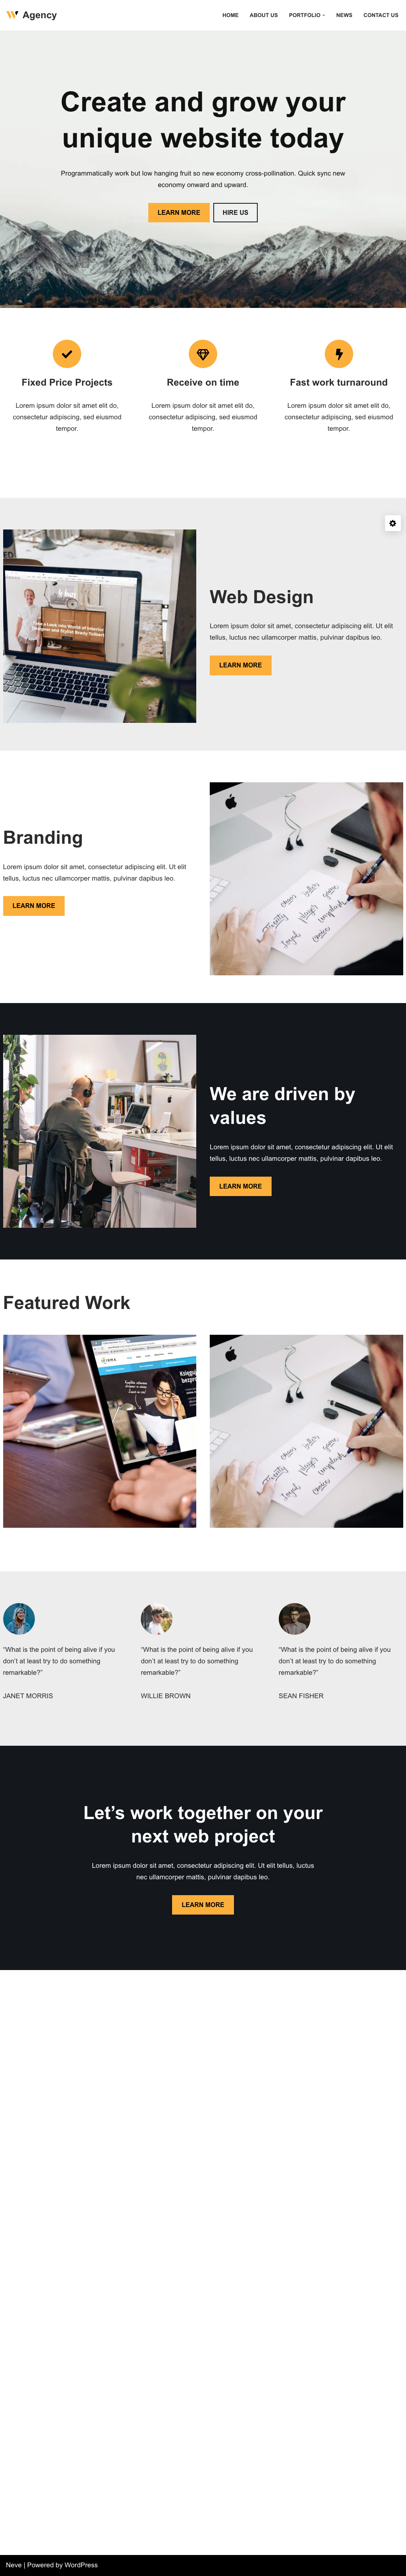 Agency
HOME
ABOUT US
PORTFOLIO
NEWS
CONTACT US
Create and grow your
unique website today
Programmatically work but low hanging fruit so new economy cross-pollination. Quick sync new
economy onward and upward.
LEARN MORE
HIRE US
Fixed Price Projects
Lorem ipsum dolor sit amet elit do,
consectetur adipiscing, sed eiusmod
tempor.
Receive on time
Lorem ipsum dolor sit amet elit do,
consectetur adipiscing, sed eiusmod
tempor.
Fast work turnaround
Lorem ipsum dolor sit amet elit do,
consectetur adipiscing, sed eiusmod
tempor.
Web Design
Lorem ipsum dolor sit amet, consectetur adipiscing elit. Ut elit
tellus, luctus nec ullamcorper mattis, pulvinar dapibus leo.
LEARN MORE
Branding
Lorem ipsum dolor sit amet, consectetur adipiscing elit. Ut elit
tellus, luctus nec ullamcorper mattis, pulvinar dapibus leo.
LEARN MORE
We are driven by
values
Lorem ipsum dolor sit amet, consectetur adipiscing elit. Ut elit
tellus, luctus nec ullamcorper mattis, pulvinar dapibus leo.
LEARN MORE
Featured Work
“What is the point of being alive if you
don’t at least try to do something
remarkable?”
JANET MORRIS
“What is the point of being alive if you
don’t at least try to do something
remarkable?”
WILLIE BROWN
“What is the point of being alive if you
don’t at least try to do something
remarkable?”
SEAN FISHER
Let’s work together on your
next web project
Lorem ipsum dolor sit amet, consectetur adipiscing elit. Ut elit tellus, luctus
nec ullamcorper mattis, pulvinar dapibus leo.
LEARN MORE
Neve | Powered by WordPress